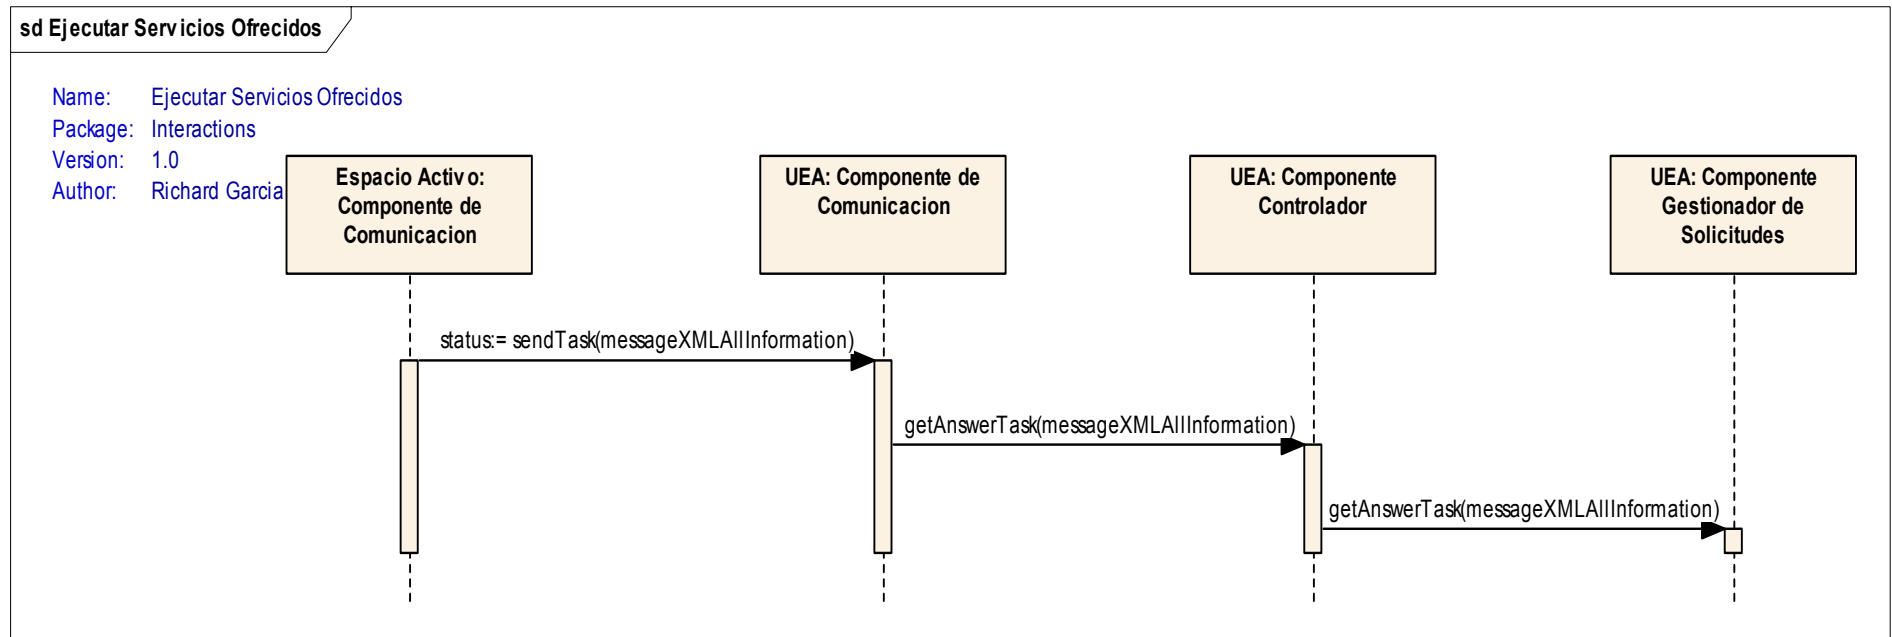 sd Ejecutar Servicios Ofrecidos
Name: Ejecutar Servicios Ofrecidos
Package: Interactions
Version: 1.0
Author: Richard Garcia
Espacio Activo:
Componente de
Comunicacion
UEA: Componente de
Comunicacion
UEA: Componente
Controlador
UEA: Componente
Gestionador de
Solicitudes
status:= sendTask(messageXMLAllInformation)
getAnswerTask(messageXMLAllInformation)
getAnswerTask(messageXMLAllInformation)